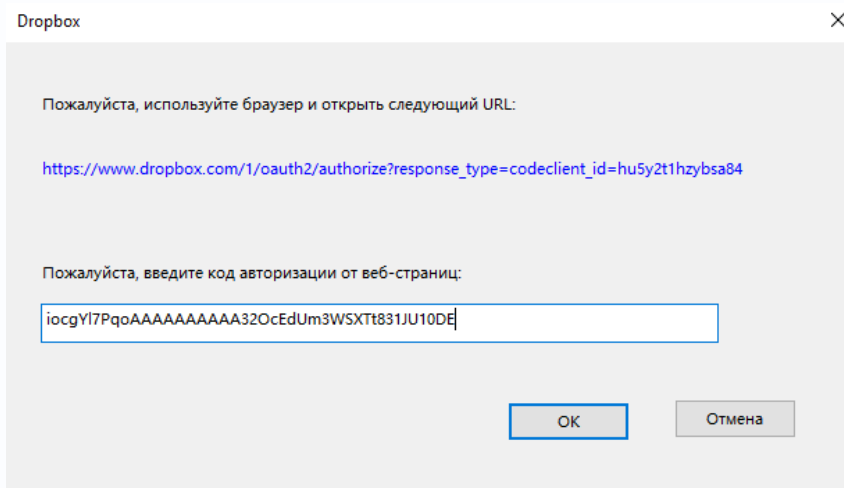 Dropbox
Пожалуйста, используйте браузер и открыть следующий URL:
https://www.dropbox.com/1/oauth2/authorize?response_type=codeclient_id=hu5y2t1hzybsa84
Пожалуйста, введите код авторизации от веб-страниц:
iocgYl7PqoAAAAAAAAAA32OcEdUm3WSXTt831JU10DE
OK
Отмена